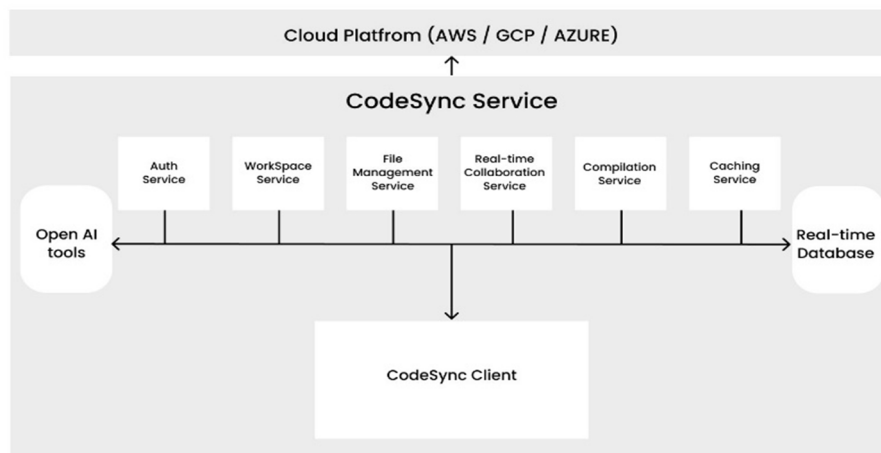 Cloud Platfrom (AWS / GCP / AZURE)
CodeSync Service
Auth
Service
WorkSpace
Service
File
Management
Service
Real-time
Collaboration
Service
Compilation
Service
Caching
Service
Open AI
tools
Real-time
Database
CodeSync Client